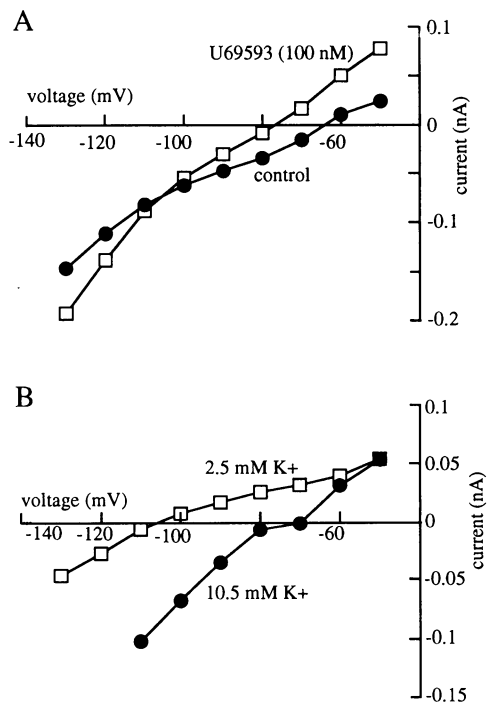 A
U69593 (100 nM)
voltage (mV)
control
-140 -120 -100 -60
0.1
0
-0.1
-0.2
current (nA)
B
2.5 mM K+
voltage (mV)
10.5 mM K+
-140 -120 -100 -60
0.1
0.05
0
-0.05
-0.1
-0.15
current (nA)